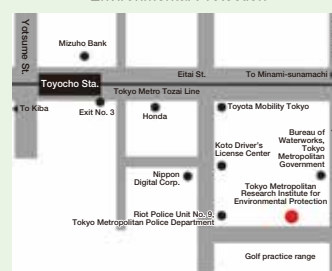 Yotsume St.
Mizuho Bank
Eitai St.
To Minami-sunamachi
Toyocho Sta.
Tokyo Metro Tozai Line
To Kiba
Exit No. 3
Honda
Toyota Mobility Tokyo
Koto Driver's
License Center
Bureau of
Waterworks,
Tokyo
Metropolitan
Government
Nippon
Digital Corp.
Tokyo Metropolitan
Research Institute for
Environmental Protection
Riot Police Unit No. 9,
Tokyo Metropolitan Police Department
Golf practice range